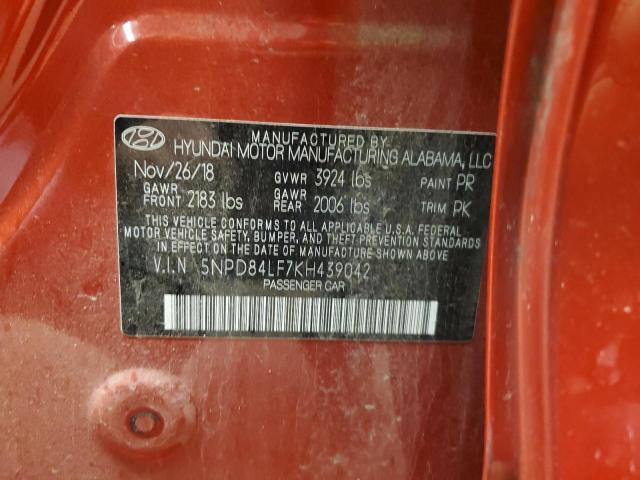 MANUFACTURED BY
HYUNDAI MOTOR MANUFACTURING ALABAMA, LLC
Nov/26/18 GVWR 3924 lbs PAINT PR
GAWR FRONT 2183 lbs GAWR REAR 2006 lbs TRIM PK
THIS VEHICLE CONFORMS TO ALL APPLICABLE U.S.A. FEDERAL
MOTOR VEHICLE SAFETY, BUMPER, AND THEFT PREVENTION STANDARDS
IN EFFECT ON THE DATE OF MANUFACTURE SHOWN ABOVE.
V.I.N 5NPD84LF7KH439042
PASSENGER CAR